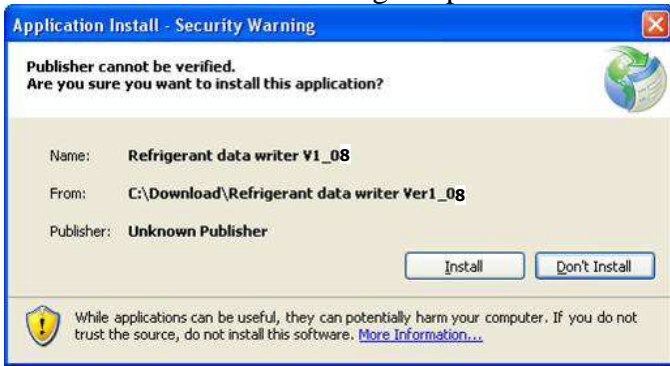 Application Install - Security Warning
Publisher cannot be verified.
Are you sure you want to install this application?
Name: Refrigerant data writer V1_08
From: C:\Download\Refrigerant data writer Ver1_08
Publisher: Unknown Publisher
Install Don't Install
While applications can be useful, they can potentially harm your computer. If you do not
trust the source, do not install this software. More Information...